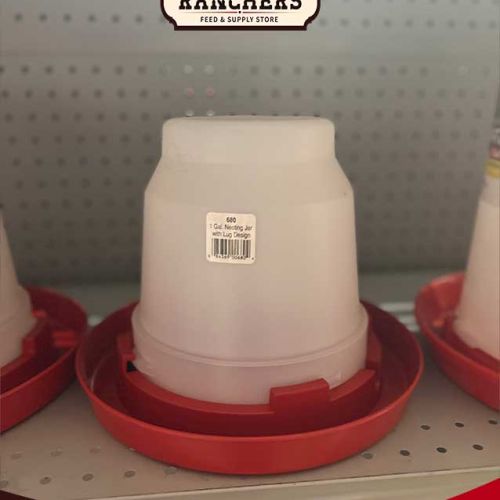 RANCHERS
FEED & SUPPLY STORE
680
1 Gal. Nesting Jar
with Lug Design